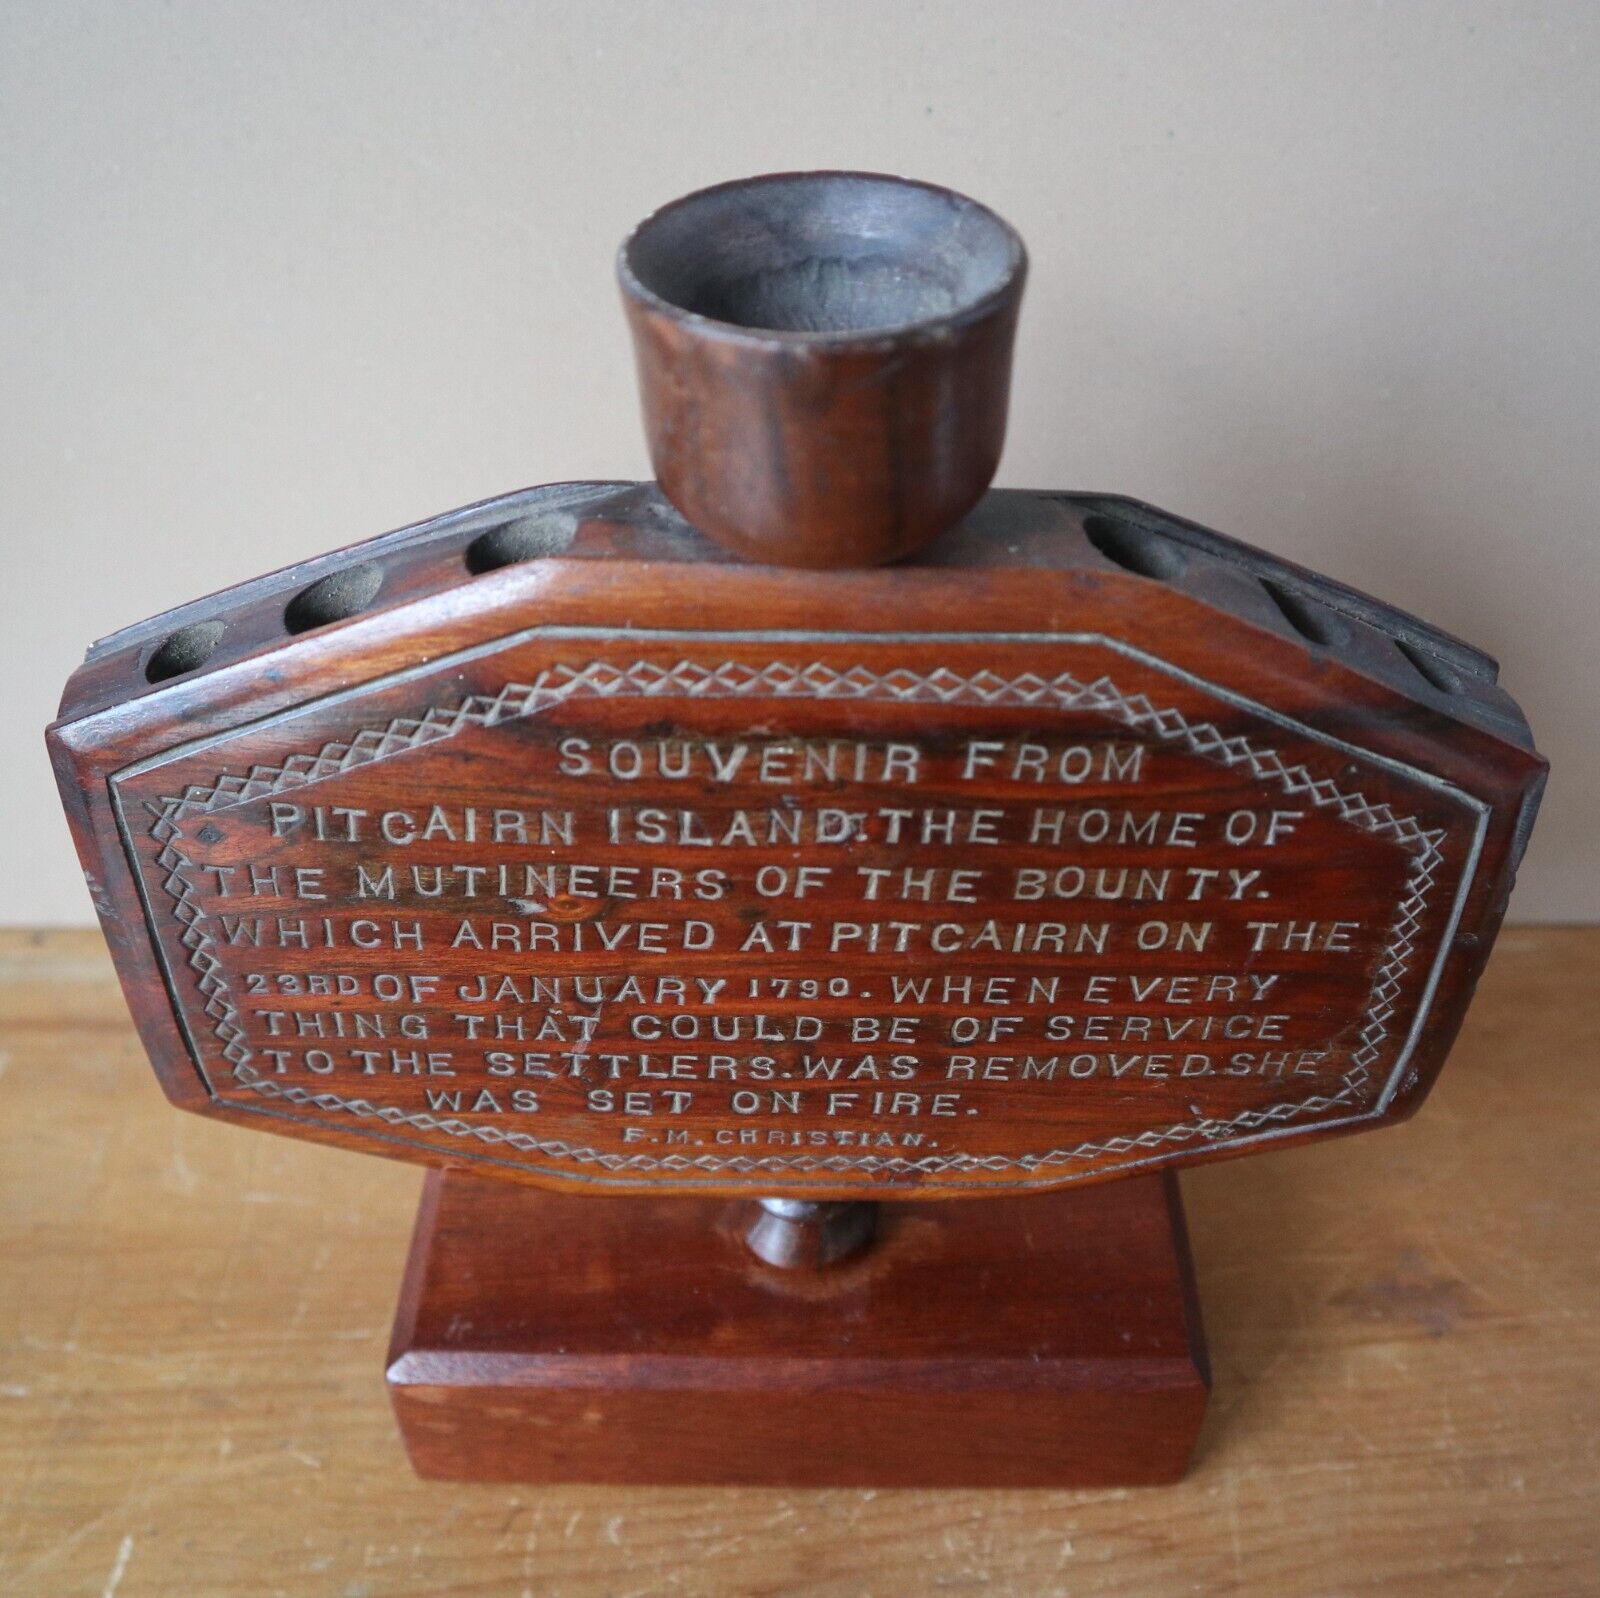 SOUVENIR FROM
PITCAIRN ISLAND. THE HOME OF
THE MUTINEERS OF THE BOUNTY.
WHICH ARRIVED AT PITCAIRN ON THE
23RD OF JANUARY 1790. WHEN EVERY
THING THAT COULD BE OF SERVICE
TO THE SETTLERS. WAS REMOVED. SHE
WAS SET ON FIRE.
F.M. CHRISTIAN.